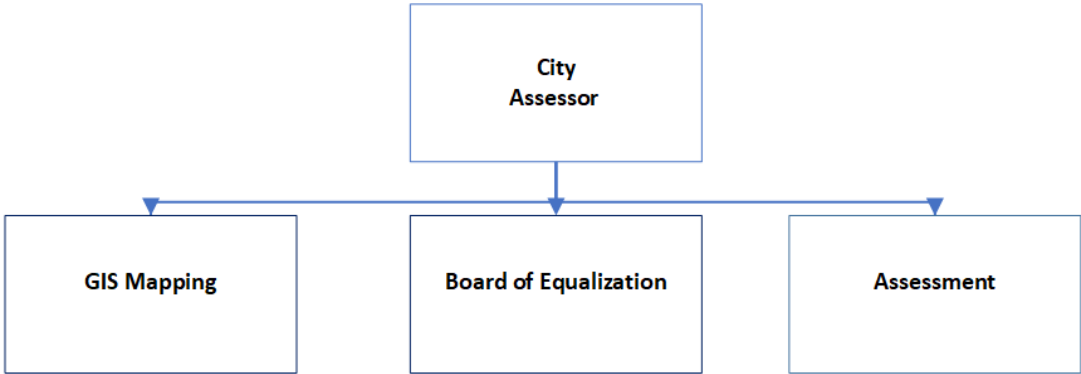 City
Assessor
GIS Mapping
Board of Equalization
Assessment